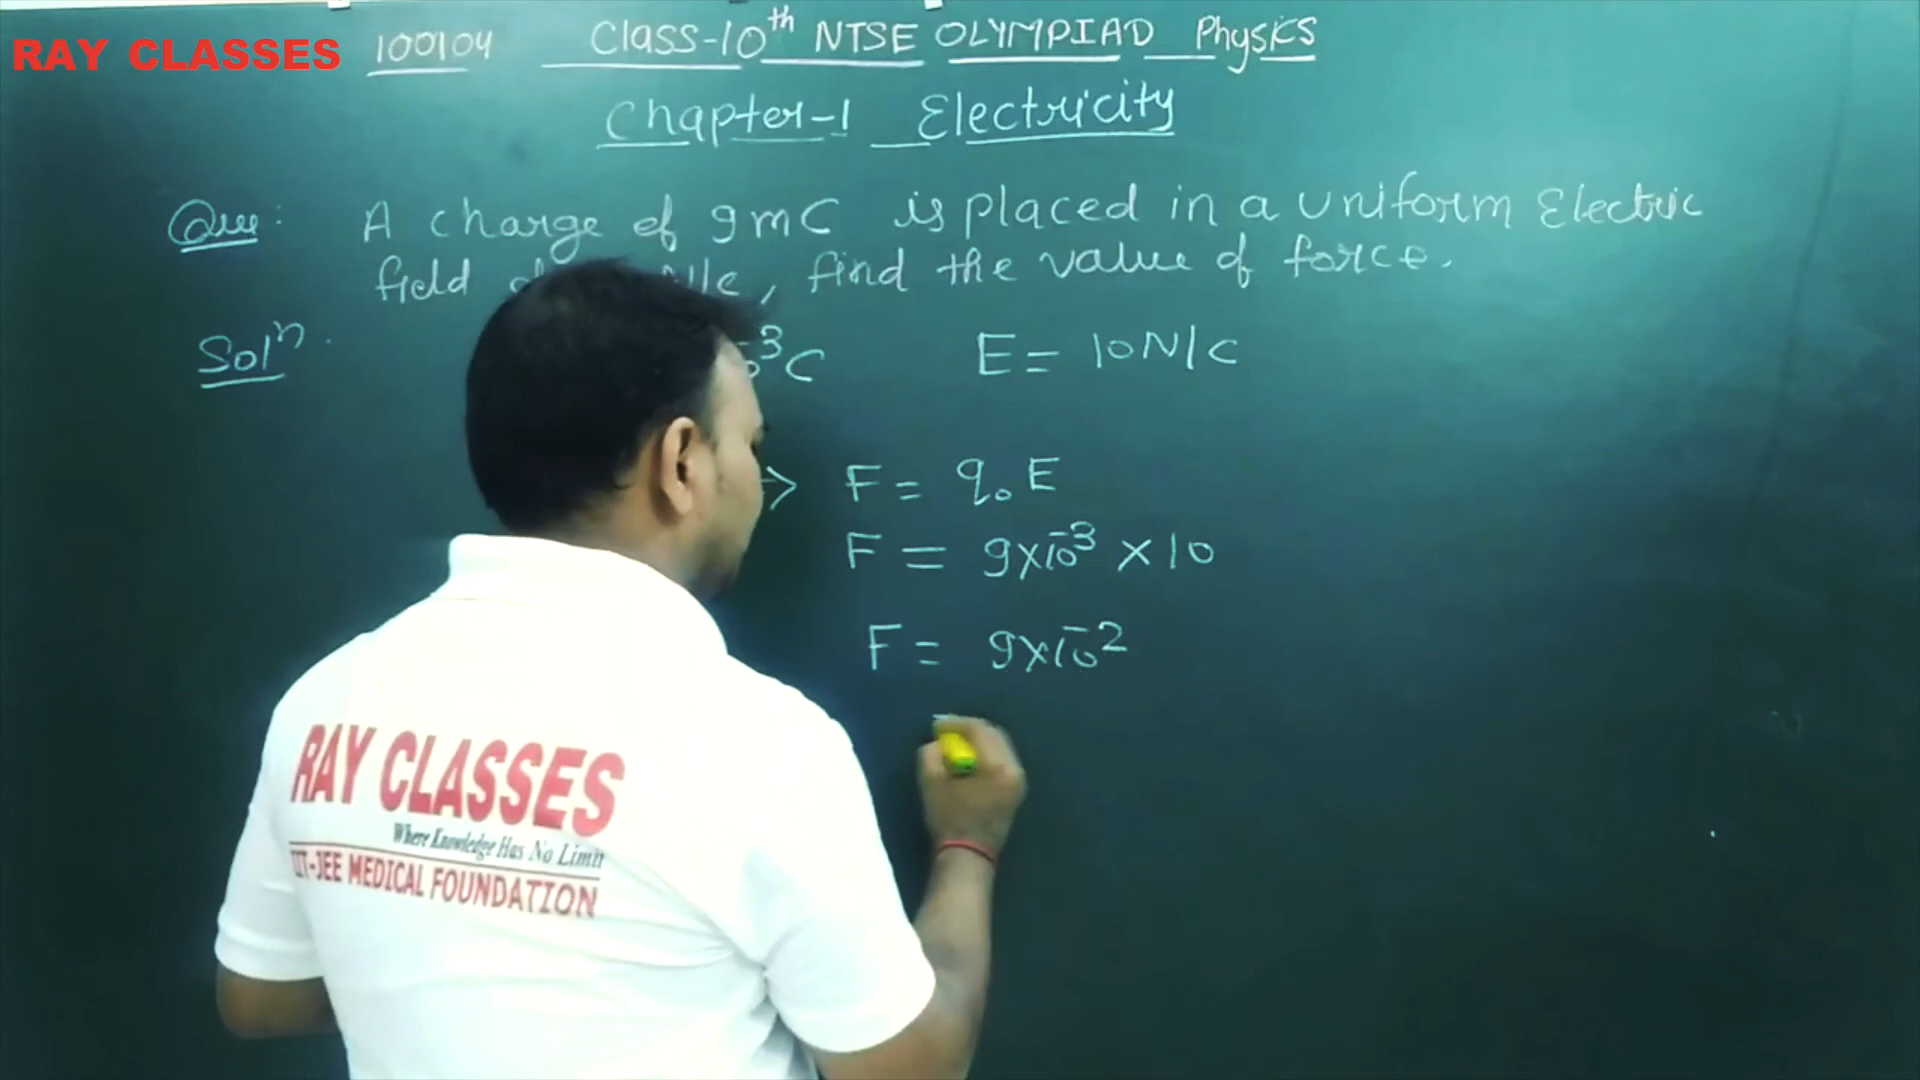 RAY CLASSES
100104 Class-10th NTSE OLYMPIAD Physics
Chapter-1 Electricity
Que: A charge of 9mC is placed in a uniform Electric
field , find the value of force.
Solⁿ. C E = 10N/C
→ F = q₀E
F = 9×10⁻³ × 10
F = 9×10⁻²
RAY CLASSES
Where Knowledge Has No Limit
IIT-JEE MEDICAL FOUNDATION